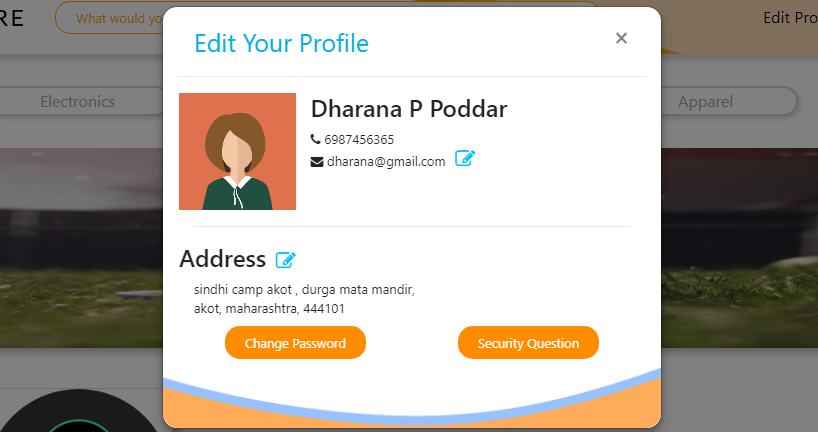 RE
What would yo
Edit Pro
Edit Your Profile
×
Electronics
Apparel
Dharana P Poddar
6987456365
dharana@gmail.com
Address
sindhi camp akot , durga mata mandir,
akot, maharashtra, 444101
Change Password
Security Question